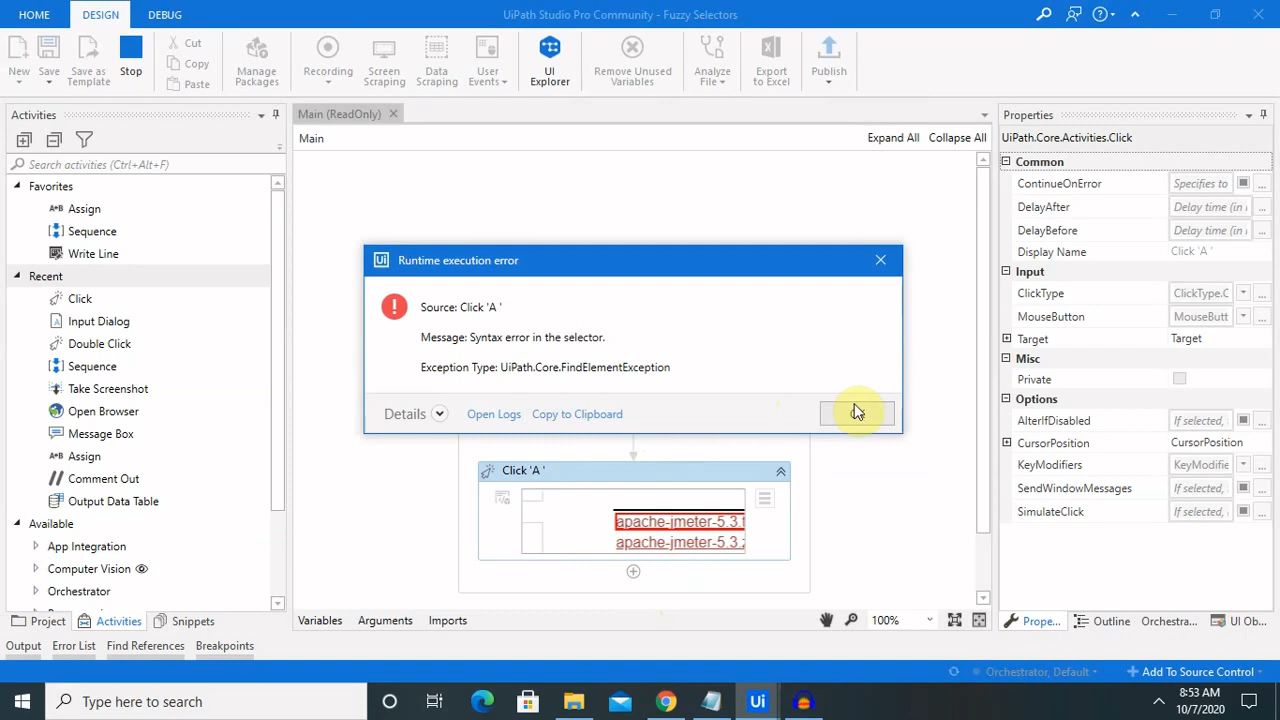 HOME DESIGN DEBUG UiPath Studio Pro Community - Fuzzy Selectors
New Save Save as Template Stop Cut Copy Paste Manage Packages Recording Screen Scraping Data Scraping User Events UI Explorer Remove Unused Variables Analyze File Export to Excel Publish
Activities
Search activities (Ctrl+Alt+F)
Favorites
Assign
Sequence
Write Line
Recent
Click
Input Dialog
Double Click
Sequence
Take Screenshot
Open Browser
Message Box
Assign
Comment Out
Output Data Table
Available
App Integration
Computer Vision
Orchestrator
Project Activities Snippets
Main (ReadOnly)
Main Expand All Collapse All
Ui Runtime execution error
Source: Click 'A '
Message: Syntax error in the selector.
Exception Type: UiPath.Core.FindElementException
Details Open Logs Copy to Clipboard
Click 'A '
apache-jmeter-5.3.
apache-jmeter-5.3.
Variables Arguments Imports 100%
Properties
UiPath.Core.Activities.Click
Common
ContinueOnError Specifies to ...
DelayAfter Delay time (in ...
DelayBefore Delay time (in ...
Display Name Click 'A '
Input
ClickType ClickType.C ...
MouseButton MouseButt ...
Target Target
Misc
Private
Options
AlterIfDisabled If selected, ...
CursorPosition CursorPosition
KeyModifiers KeyModifie ...
SendWindowMessages If selected, ...
SimulateClick If selected, ...
Prope... Outline Orchestra... UI Ob...
Output Error List Find References Breakpoints
Orchestrator, Default Add To Source Control
Type here to search Ui 8:53 AM
10/7/2020